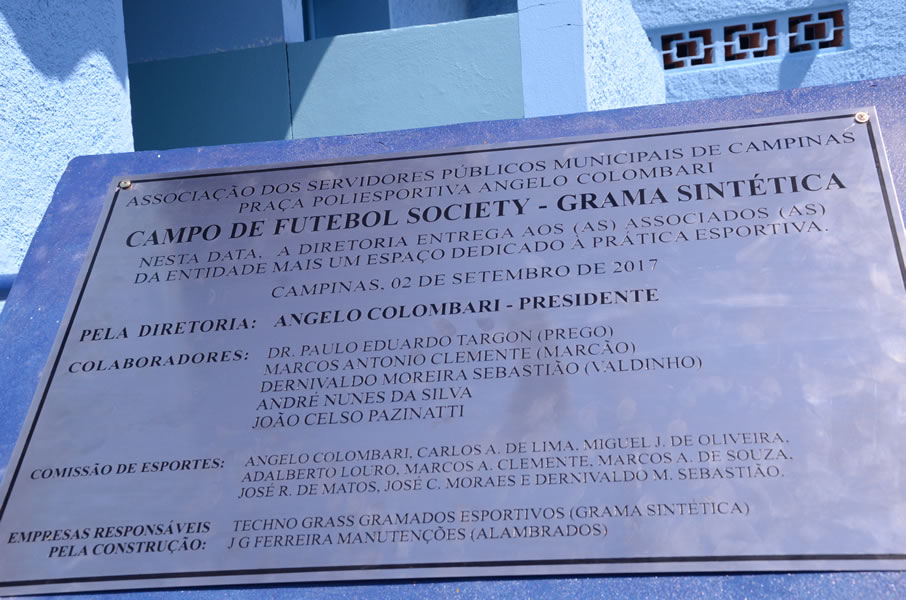 ASSOCIAÇÃO DOS SERVIDORES PÚBLICOS MUNICIPAIS DE CAMPINAS
PRAÇA POLIESPORTIVA ANGELO COLOMBARI
CAMPO DE FUTEBOL SOCIETY - GRAMA SINTÉTICA
NESTA DATA, A DIRETORIA ENTREGA AOS (AS) ASSOCIADOS (AS)
DA ENTIDADE MAIS UM ESPAÇO DEDICADO À PRÁTICA ESPORTIVA.
CAMPINAS, 02 DE SETEMBRO DE 2017
PELA DIRETORIA: ANGELO COLOMBARI - PRESIDENTE
COLABORADORES: DR. PAULO EDUARDO TARGON (PREGO)
MARCOS ANTONIO CLEMENTE (MARCÃO)
DERNIVALDO MOREIRA SEBASTIÃO (VALDINHO)
ANDRÉ NUNES DA SILVA
JOÃO CELSO PAZINATTI
COMISSÃO DE ESPORTES: ANGELO COLOMBARI, CARLOS A. DE LIMA, MIGUEL J. DE OLIVEIRA,
ADALBERTO LOURO, MARCOS A. CLEMENTE, MARCOS A. DE SOUZA,
JOSÉ R. DE MATOS, JOSÉ C. MORAES E DERNIVALDO M. SEBASTIÃO.
EMPRESAS RESPONSÁVEIS TECHNO GRASS GRAMADOS ESPORTIVOS (GRAMA SINTÉTICA)
PELA CONSTRUÇÃO: J G FERREIRA MANUTENÇÕES (ALAMBRADOS)